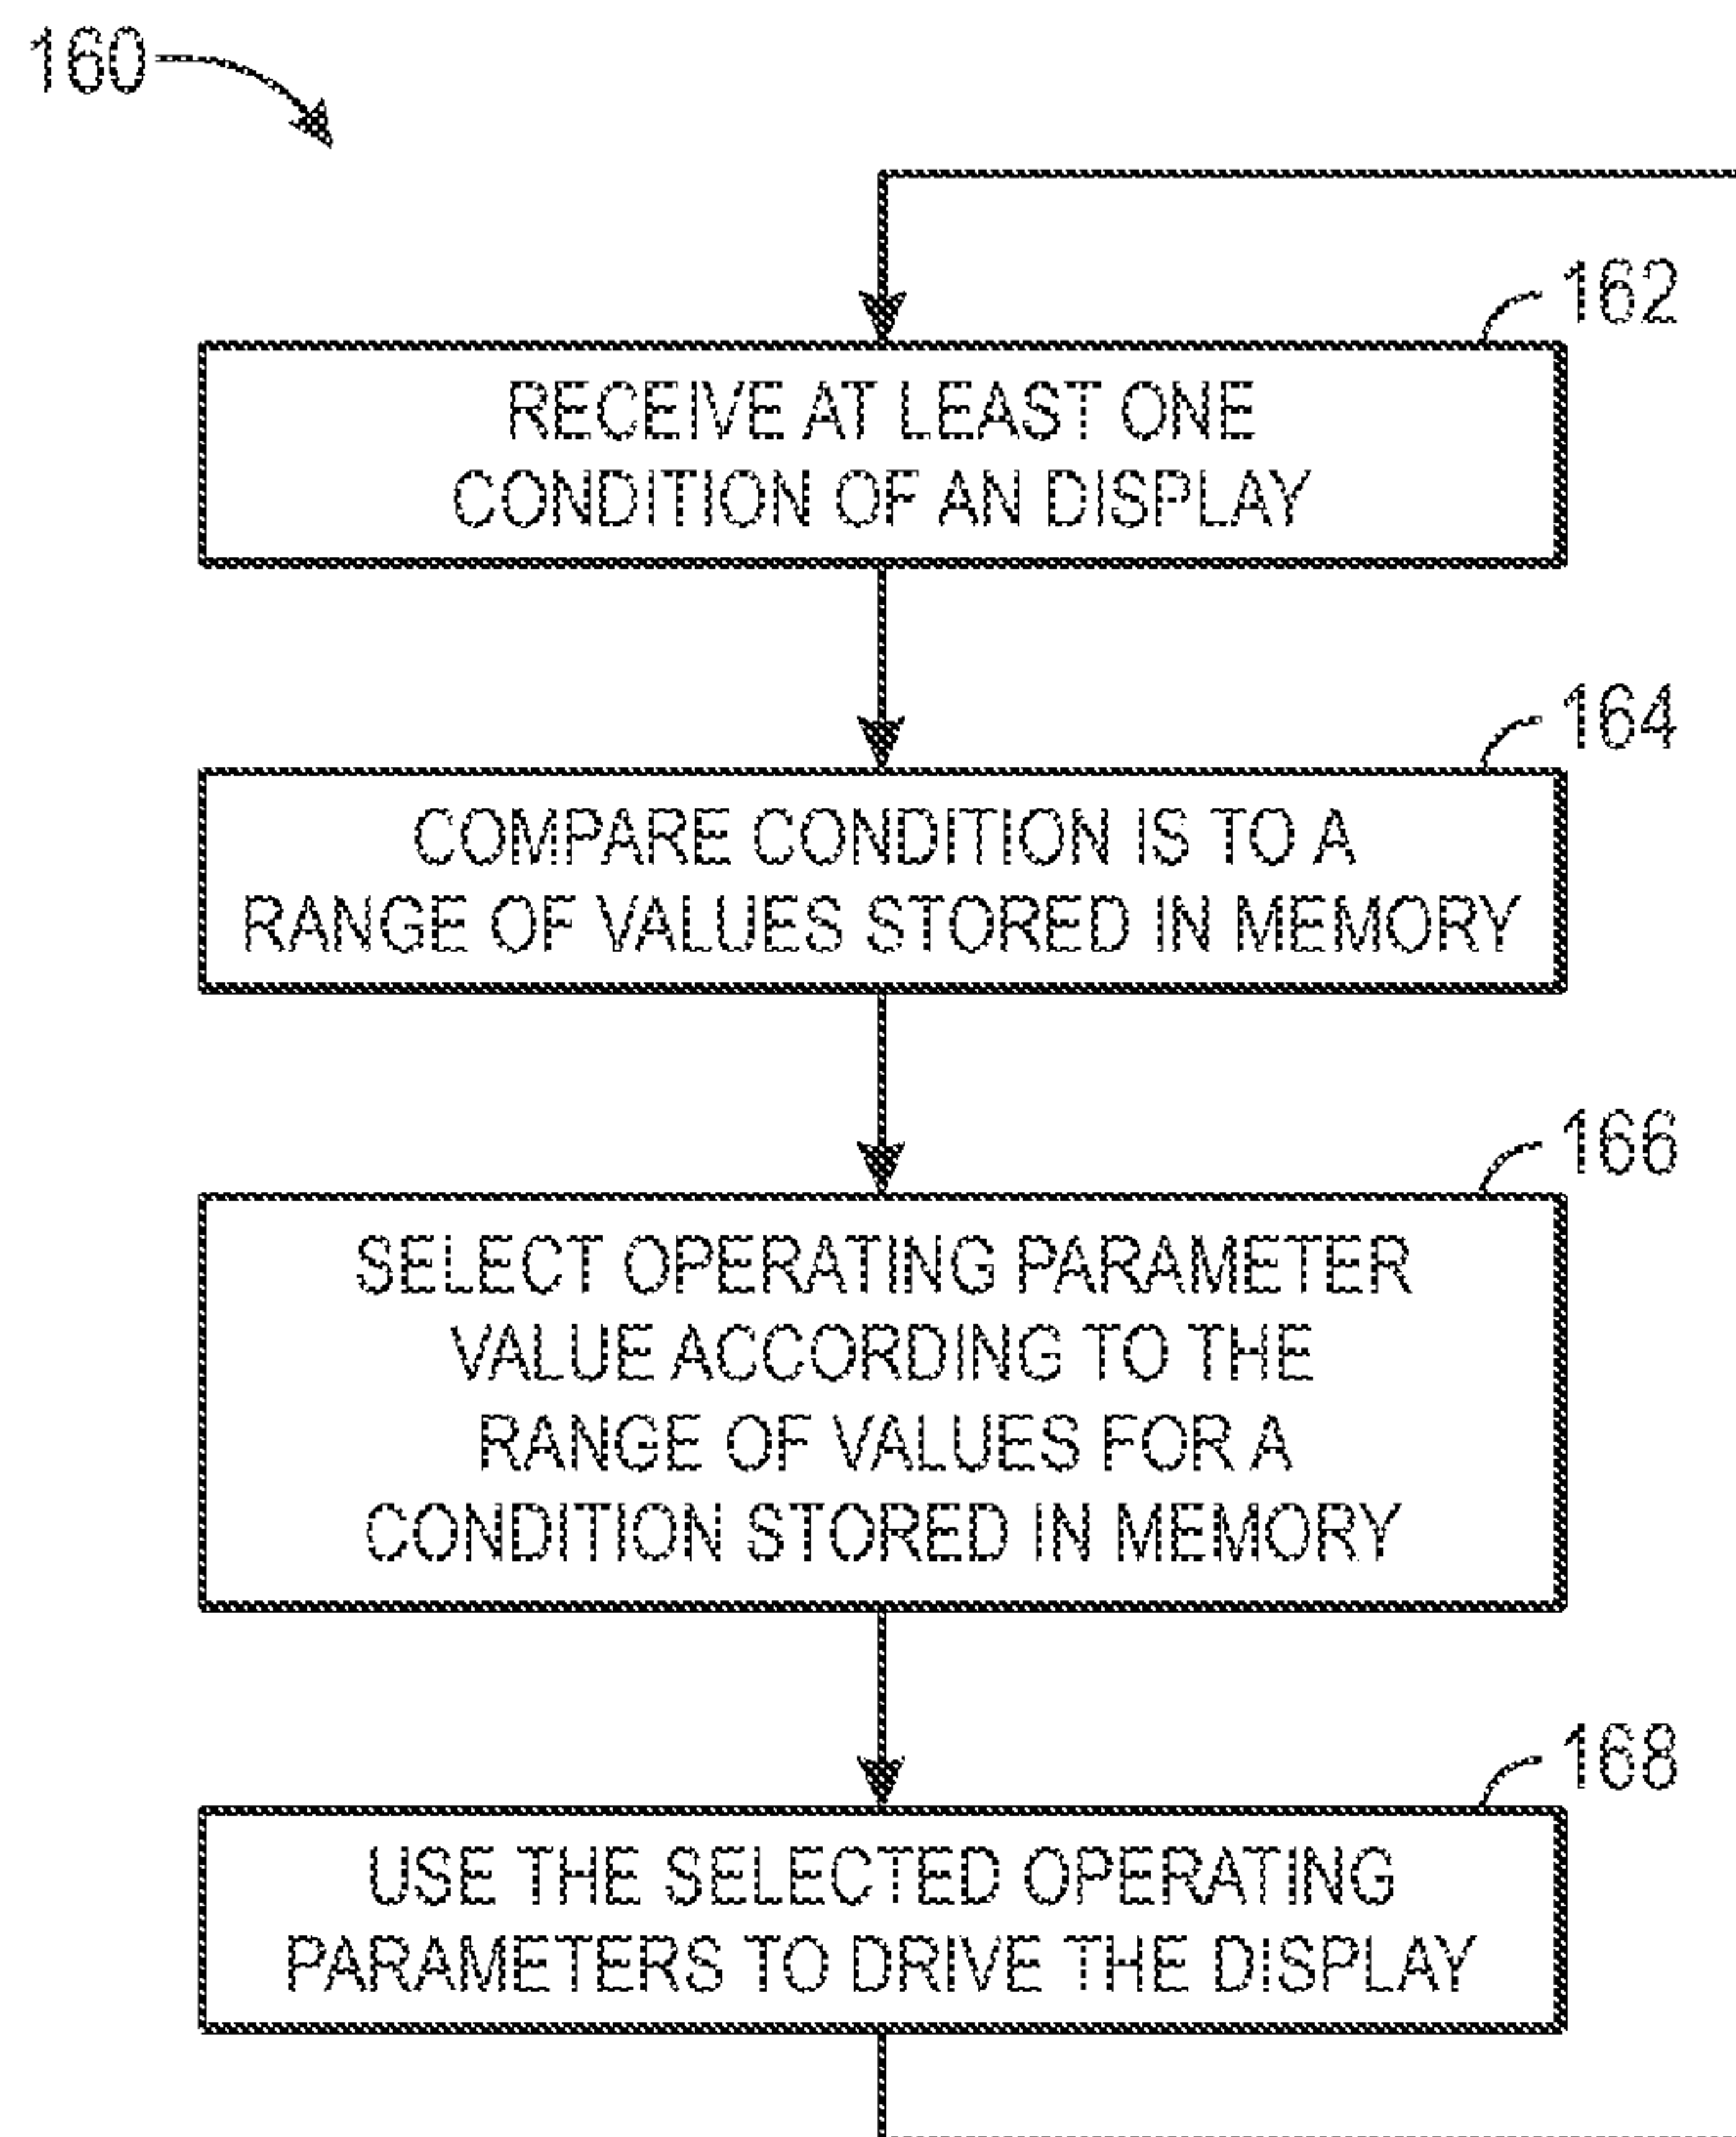 160
162
RECEIVE AT LEAST ONE
CONDITION OF AN DISPLAY
164
COMPARE CONDITION IS TO A
RANGE OF VALUES STORED IN MEMORY
166
SELECT OPERATING PARAMETER
VALUE ACCORDING TO THE
RANGE OF VALUES FOR A
CONDITION STORED IN MEMORY
168
USE THE SELECTED OPERATING
PARAMETERS TO DRIVE THE DISPLAY